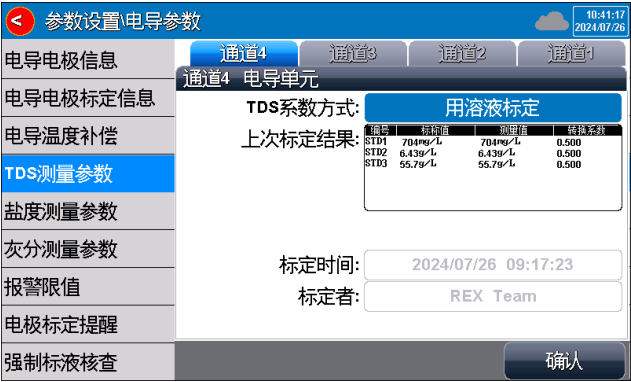 < 参数设置\电导参数
10:41:17
2024/07/26
电导电极信息
电导电极标定信息
电导温度补偿
TDS测量参数
盐度测量参数
灰分测量参数
报警限值
电极标定提醒
强制标液核查
通道4 通道3 通道2 通道1
通道4 电导单元
TDS系数方式: 用溶液标定
上次标定结果:
编号 标称值 测量值 转换系数
STD1 704mg/L 704mg/L 0.500
STD2 6.43g/L 6.43g/L 0.500
STD3 55.7g/L 55.7g/L 0.500
标定时间: 2024/07/26 09:17:23
标定者: REX Team
确认